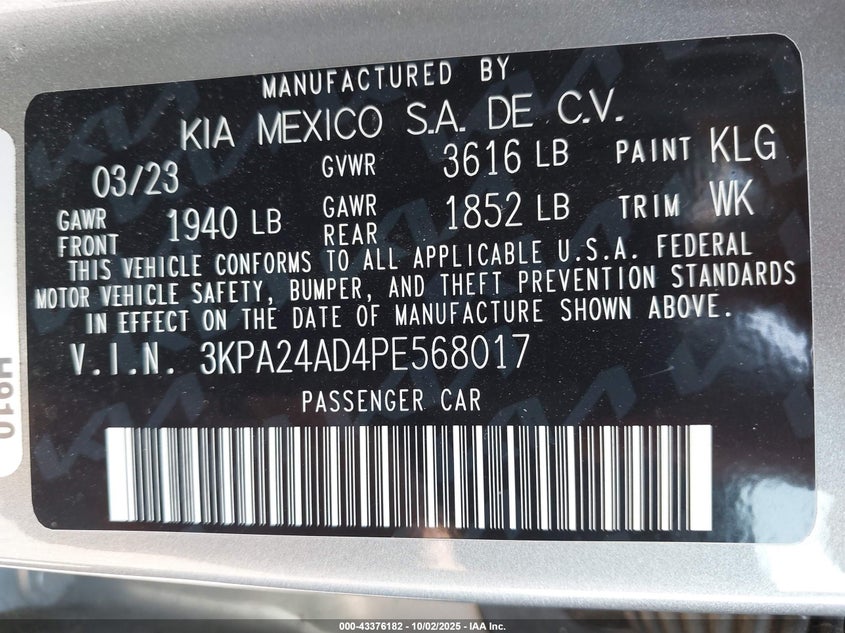 MANUFACTURED BY
KIA MEXICO S.A. DE C.V.
03/23 GVWR 3616 LB PAINT KLG
GAWR FRONT 1940 LB GAWR REAR 1852 LB TRIM WK
THIS VEHICLE CONFORMS TO ALL APPLICABLE U.S.A. FEDERAL
MOTOR VEHICLE SAFETY, BUMPER, AND THEFT PREVENTION STANDARDS
IN EFFECT ON THE DATE OF MANUFACTURE SHOWN ABOVE.
V.I.N. 3KPA24AD4PE568017
PASSENGER CAR
H910
000-43376182 - 10/02/2025 - IAA Inc.